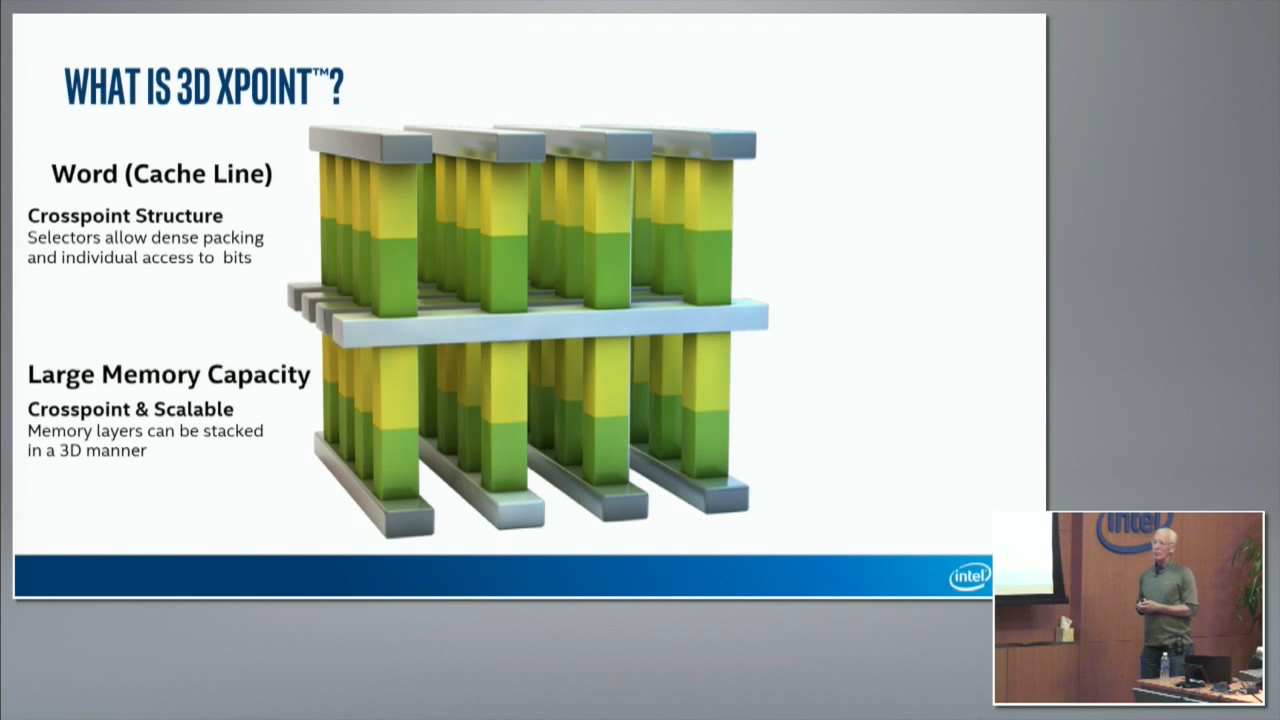 WHAT IS 3D XPOINT™?
Word (Cache Line)
Crosspoint Structure
Selectors allow dense packing
and individual access to bits
Large Memory Capacity
Crosspoint & Scalable
Memory layers can be stacked
in a 3D manner
intel
intel